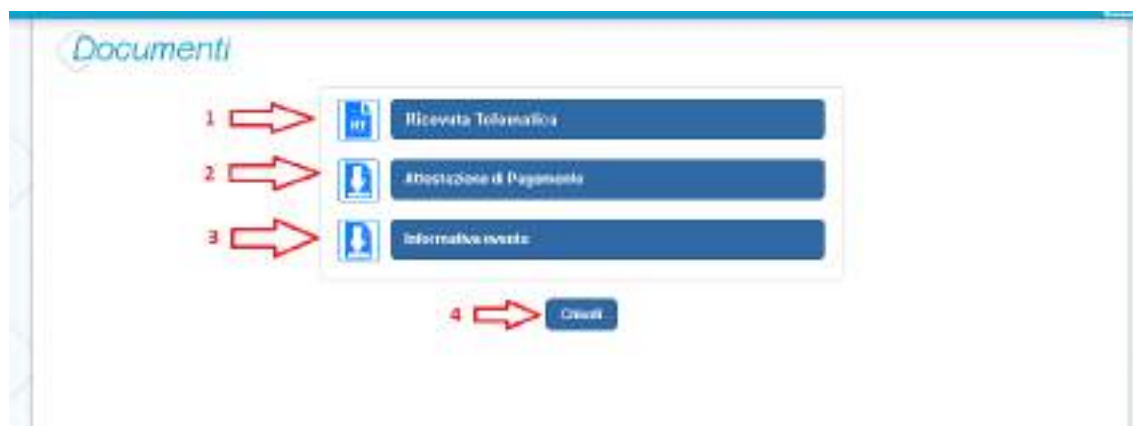 Documenti
1 Ricevuta Telematica
2 Attestazione di Pagamento
3 Informativa evento
4 Chiudi